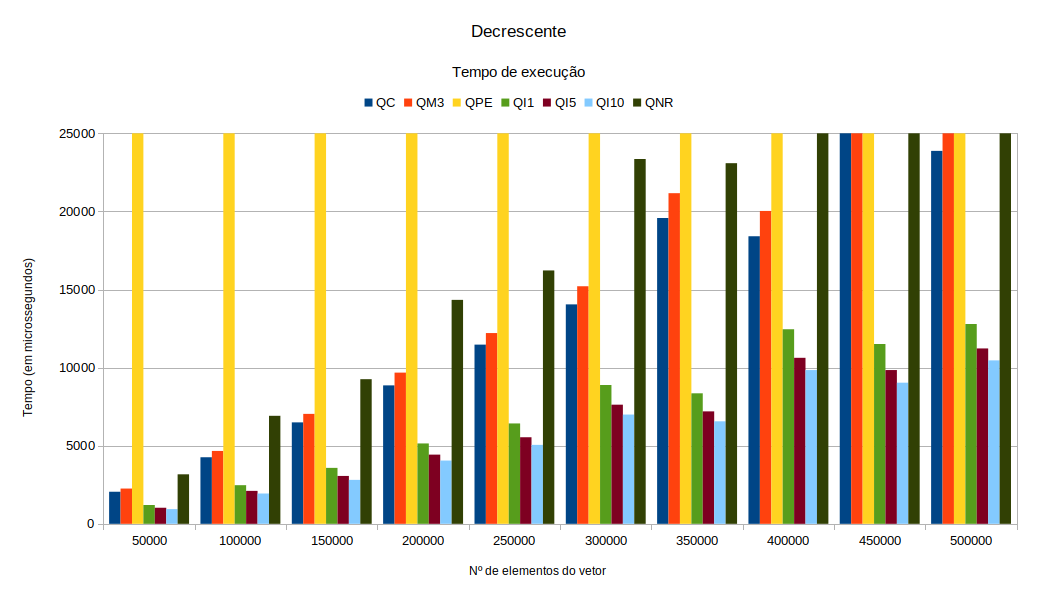 Decrescente
Tempo de execução
QC QM3 QPE QI1 QI5 QI10 QNR
25000
20000
15000
10000
5000
0
Tempo (em microssegundos)
50000 100000 150000 200000 250000 300000 350000 400000 450000 500000
Nº de elementos do vetor